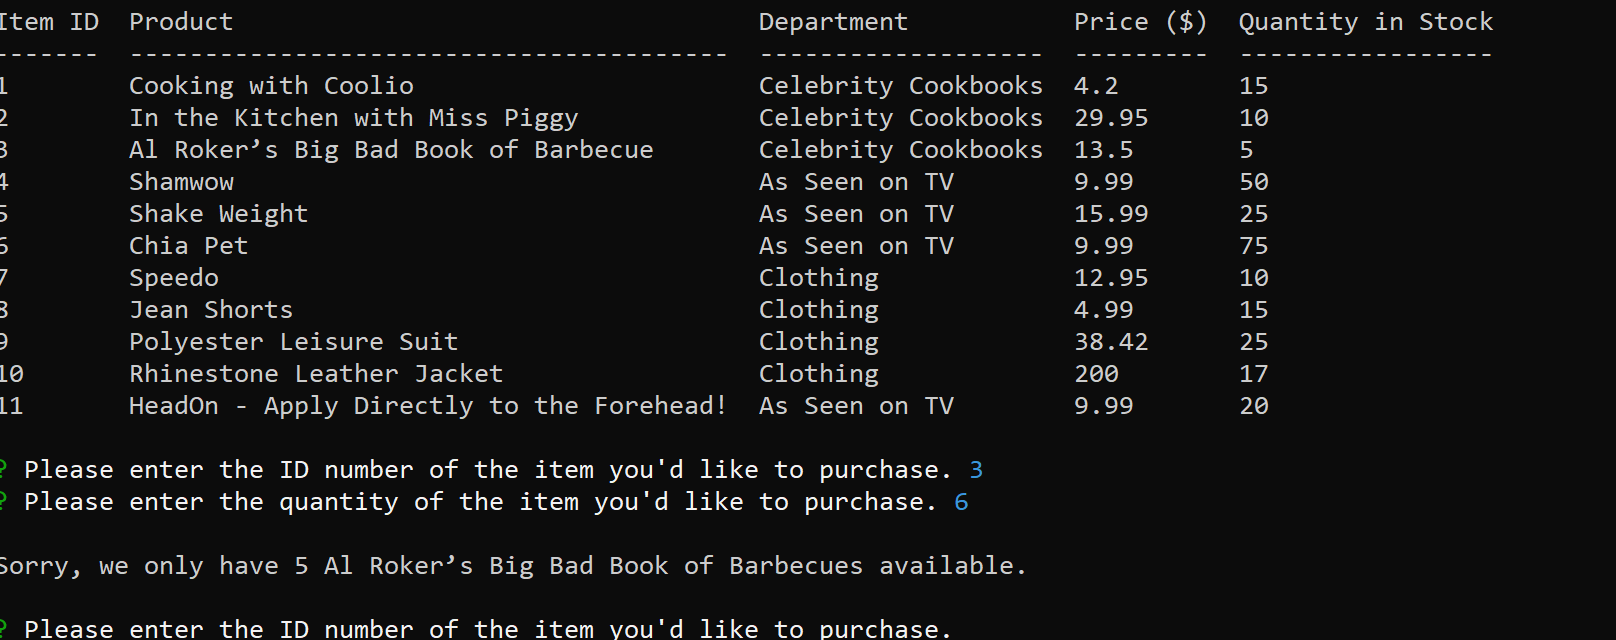 Item ID  Product                                   Department           Price ($)  Quantity in Stock
-------  ----------------------------------------  -------------------  ---------  -----------------
1        Cooking with Coolio                       Celebrity Cookbooks  4.2        15
2        In the Kitchen with Miss Piggy            Celebrity Cookbooks  29.95      10
3        Al Roker’s Big Bad Book of Barbecue       Celebrity Cookbooks  13.5       5
4        Shamwow                                   As Seen on TV        9.99       50
5        Shake Weight                              As Seen on TV        15.99      25
6        Chia Pet                                  As Seen on TV        9.99       75
7        Speedo                                    Clothing             12.95      10
8        Jean Shorts                               Clothing             4.99       15
9        Polyester Leisure Suit                    Clothing             38.42      25
10       Rhinestone Leather Jacket                 Clothing             200        17
11       HeadOn - Apply Directly to the Forehead!  As Seen on TV        9.99       20
? Please enter the ID number of the item you'd like to purchase. 3
? Please enter the quantity of the item you'd like to purchase. 6
Sorry, we only have 5 Al Roker’s Big Bad Book of Barbecues available.
? Please enter the ID number of the item you'd like to purchase.